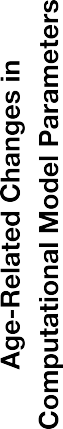 Age-Related Changes in
Computational Model Parameters